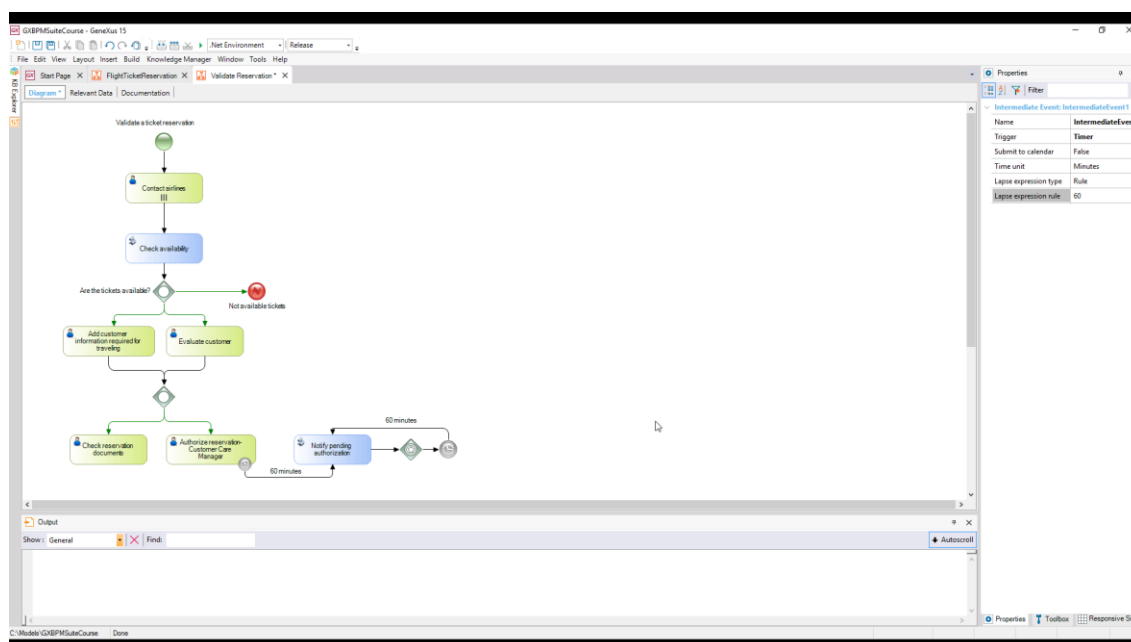 GXBPMSuiteCourse - GeneXus 15
.Net Environment Release
File Edit View Layout Insert Build Knowledge Manager Window Tools Help
Start Page X FlightTicketReservation X Validate Reservation * X
Diagram * Relevant Data Documentation
KB Explorer
Validate a ticket reservation
Contact airlines
Check availability
Are the tickets available?
Not available tickets
Add customer
information required for
traveling
Evaluate customer
Check reservation
documents
Authorize reservation-
Customer Care
Manager
60 minutes
Notify pending
authorization
60 minutes
Properties
Filter
Intermediate Event: IntermediateEvent1
Name IntermediateEven
Trigger Timer
Submit to calendar False
Time unit Minutes
Lapse expression type Rule
Lapse expression rule 60
Output
Show: General Find:
Autoscroll
Properties Toolbox Responsive Si
C:\Models\GXBPMSuiteCourse Done